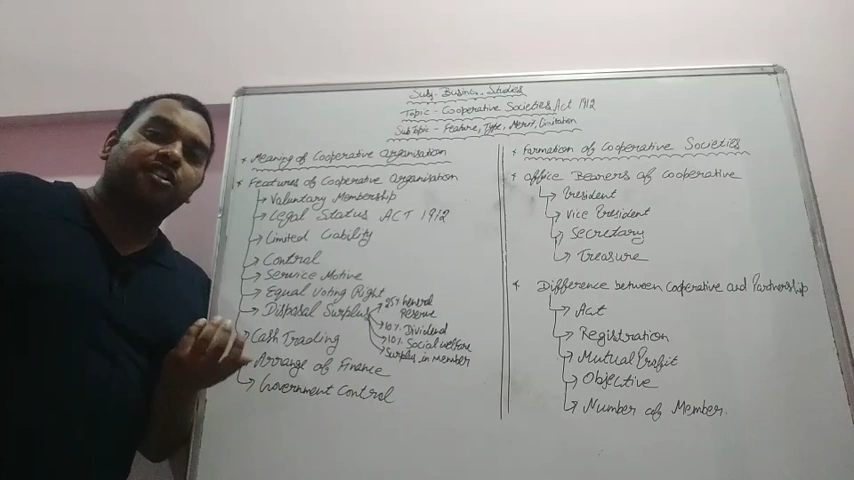 Sub- Business Studies
Topic - Cooperative Societies Act 1912
Sub Topic - Feature, Type, Merit, Limitation
* Meaning of Cooperative Organisation
* Features of Cooperative Organisation
→ Voluntary Membership
→ Legal Status ACT 1912
→ Limited Liability
→ Control
→ Service Motive
→ Equal Voting Right
→ Disposal Surplus
→ 25% General Reserve
→ 10% Dividend
→ 10% Social welfare
→ Surplus in member
→ Cash Trading
→ Arrange of Finance
→ Government Control
* Formation of Cooperative Societies
* Office Bearers of Cooperative
→ President
→ Vice President
→ Secretary
→ Treasure
* Difference between Cooperative and Partnership
→ Act
→ Registration
→ Mutual Profit
→ Objective
→ Number of Member.